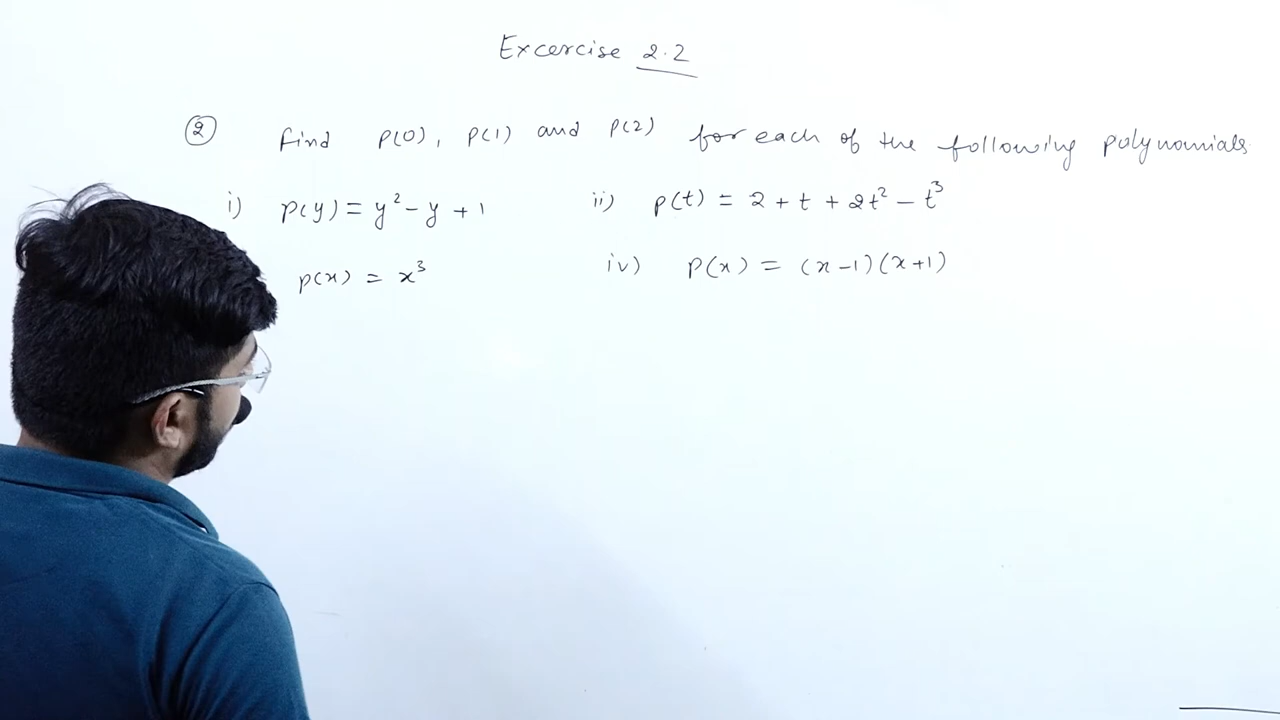 Excercise 2.2
② Find p(0), p(1) and p(2) for each of the following polynomials.
i) p(y) = y² - y + 1 ii) p(t) = 2 + t + 2t² - t³
p(x) = x³ iv) p(x) = (x-1)(x+1)